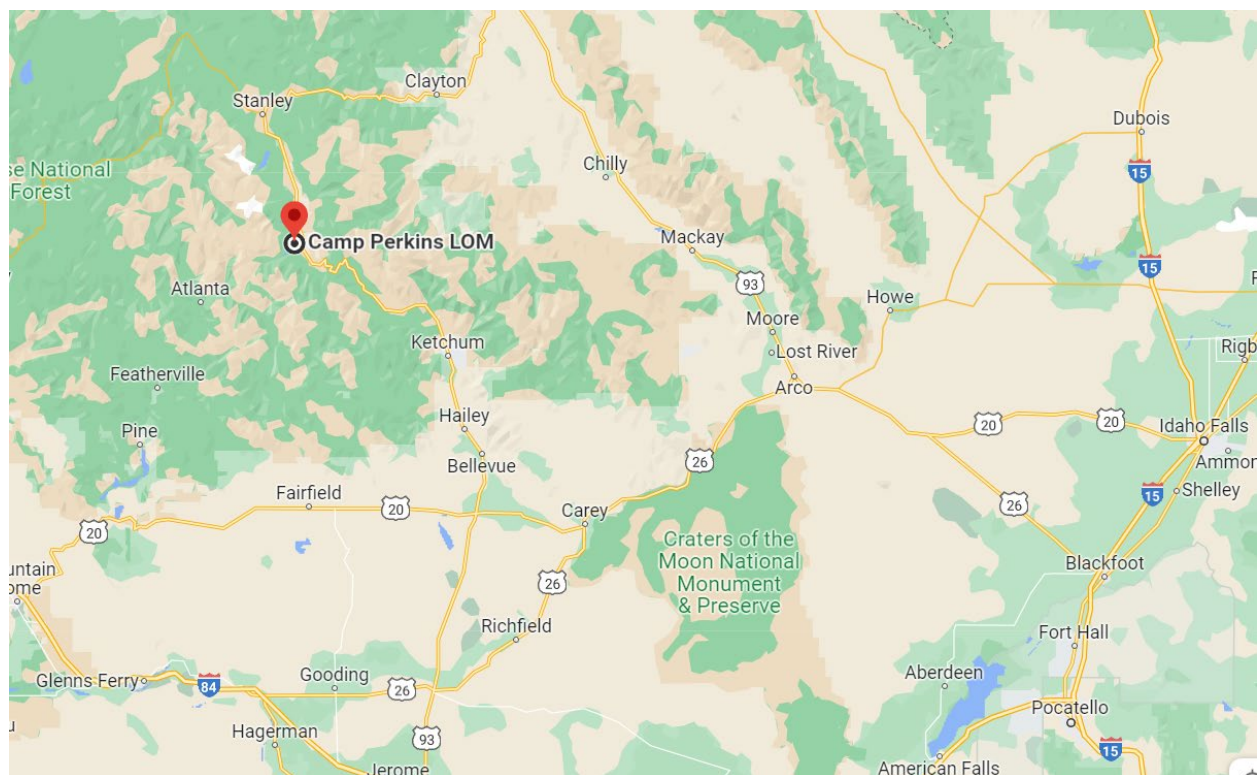 Clayton
Stanley
Dubois
15
Chilly
se National
Forest
Camp Perkins LOM
Mackay
15
93
Atlanta
Howe
Moore
Ketchum
Lost River
Rigb
Featherville
Arco
Hailey
20
20
Idaho Falls
Pine
Ammon
Bellevue
26
Shelley
15
Fairfield
20
26
20
Carey
Craters of the
Moon National
Monument
& Preserve
Blackfoot
untain
ome
26
Richfield
Fort Hall
Aberdeen
Glenns Ferry
84
Gooding
26
Pocatello
Hagerman
93
15
Jerome
American Falls